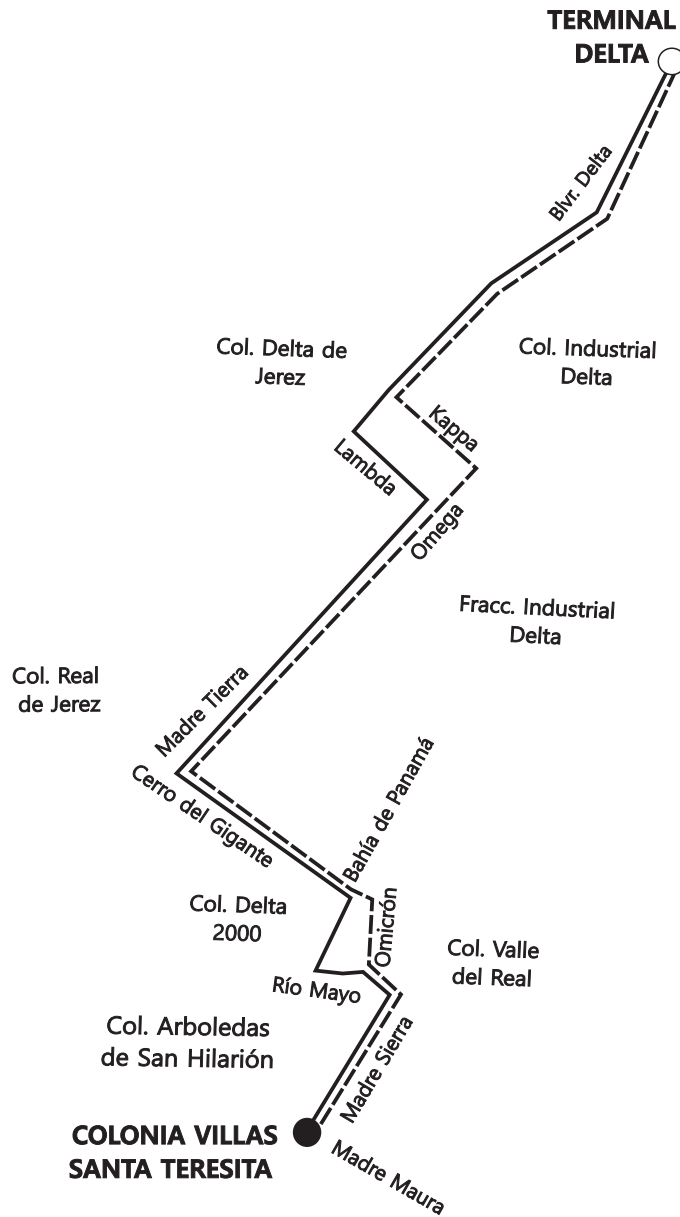 TERMINAL
DELTA
Blvr. Delta
Col. Delta de
Jerez
Col. Industrial
Delta
Kappa
Lambda
Omega
Fracc. Industrial
Delta
Col. Real
de Jerez
Madre Tierra
Cerro del Gigante
Bahía de Panamá
Col. Delta
2000
Omicrón
Col. Valle
del Real
Río Mayo
Col. Arboledas
de San Hilarión
Madre Sierra
COLONIA VILLAS
SANTA TERESITA
Madre Maura